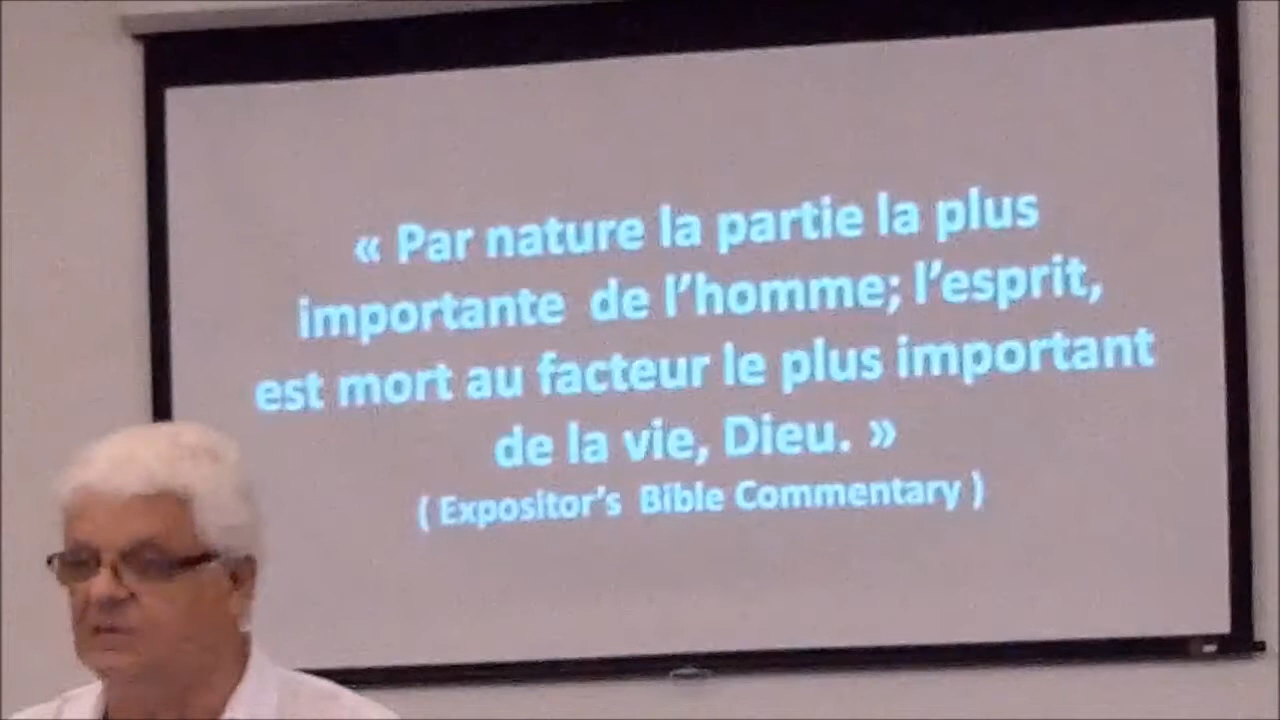 « Par nature la partie la plus
importante de l’homme; l’esprit,
est mort au facteur le plus important
de la vie, Dieu. »
( Expositor’s Bible Commentary )